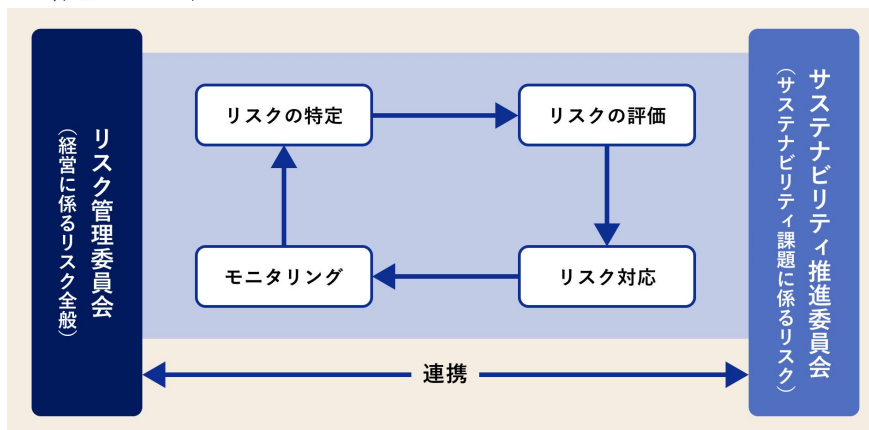 リスク管理委員会
（経営に係るリスク全般）
リスクの特定
リスクの評価
モニタリング
リスク対応
連携
サステナビリティ推進委員会
（サステナビリティ課題に係るリスク）